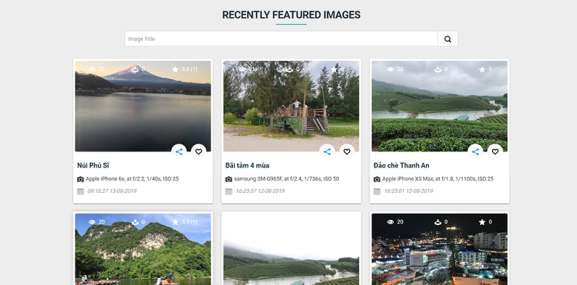 RECENTLY FEATURED IMAGES
Image Title
5.0 (1)
20
0
0
Núi Phú Sĩ
Bãi tắm 4 mùa
Đảo chè Thanh An
Apple iPhone 6s, at f/2.2, 1/40s, ISO 25
samsung SM-G965F, at f/2.4, 1/736s, ISO 50
Apple iPhone XS Max, at f/1.8, 1/1100s, ISO 25
09:16:27 13-08-2019
16:25:57 12-08-2019
16:25:01 12-08-2019
20
0
5.0 (1)
20
0
0